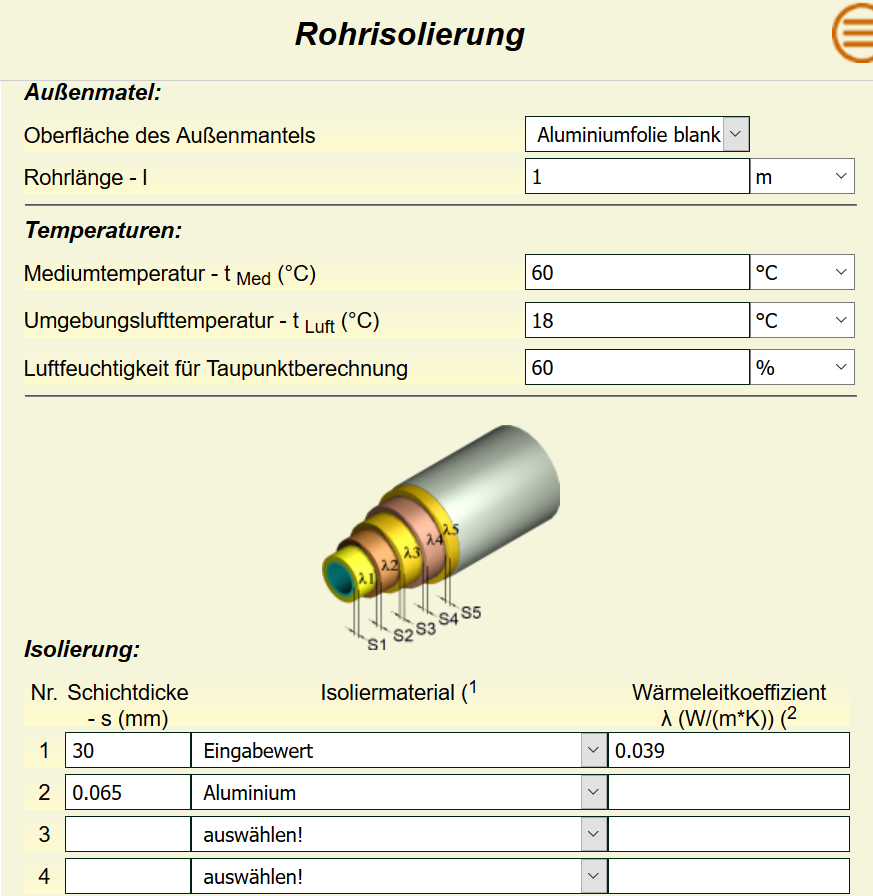 Rohrisolierung
Außenmatel:
Oberfläche des Außenmantels Aluminiumfolie blank
Rohrlänge - l 1 m
Temperaturen:
Mediumtemperatur - t Med (°C) 60 °C
Umgebungslufttemperatur - t Luft (°C) 18 °C
Luftfeuchtigkeit für Taupunktberechnung 60 %
λ1 λ2 λ3 λ4 λ5
S1 S2 S3 S4 S5
Isolierung:
Nr. Schichtdicke Isoliermaterial (1 Wärmeleitkoeffizient
- s (mm) λ (W/(m*K)) (2
1 30 Eingabewert 0.039
2 0.065 Aluminium
3 auswählen!
4 auswählen!